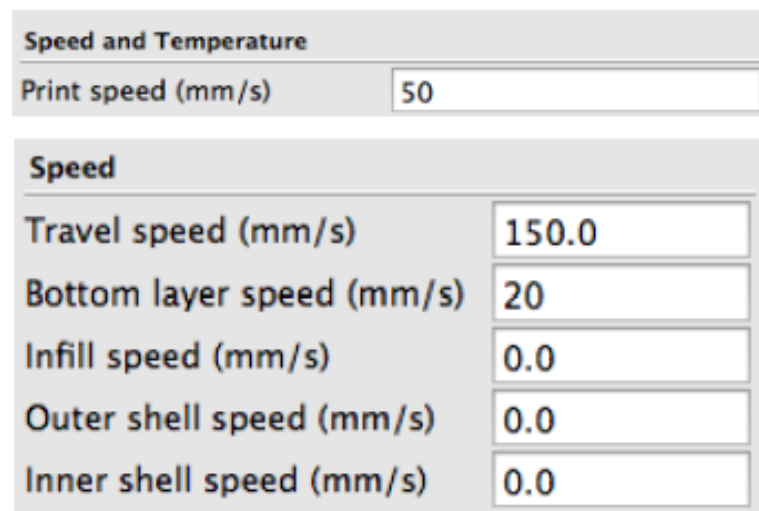 Speed and Temperature
Print speed (mm/s) 50
Speed
Travel speed (mm/s) 150.0
Bottom layer speed (mm/s) 20
Infill speed (mm/s) 0.0
Outer shell speed (mm/s) 0.0
Inner shell speed (mm/s) 0.0